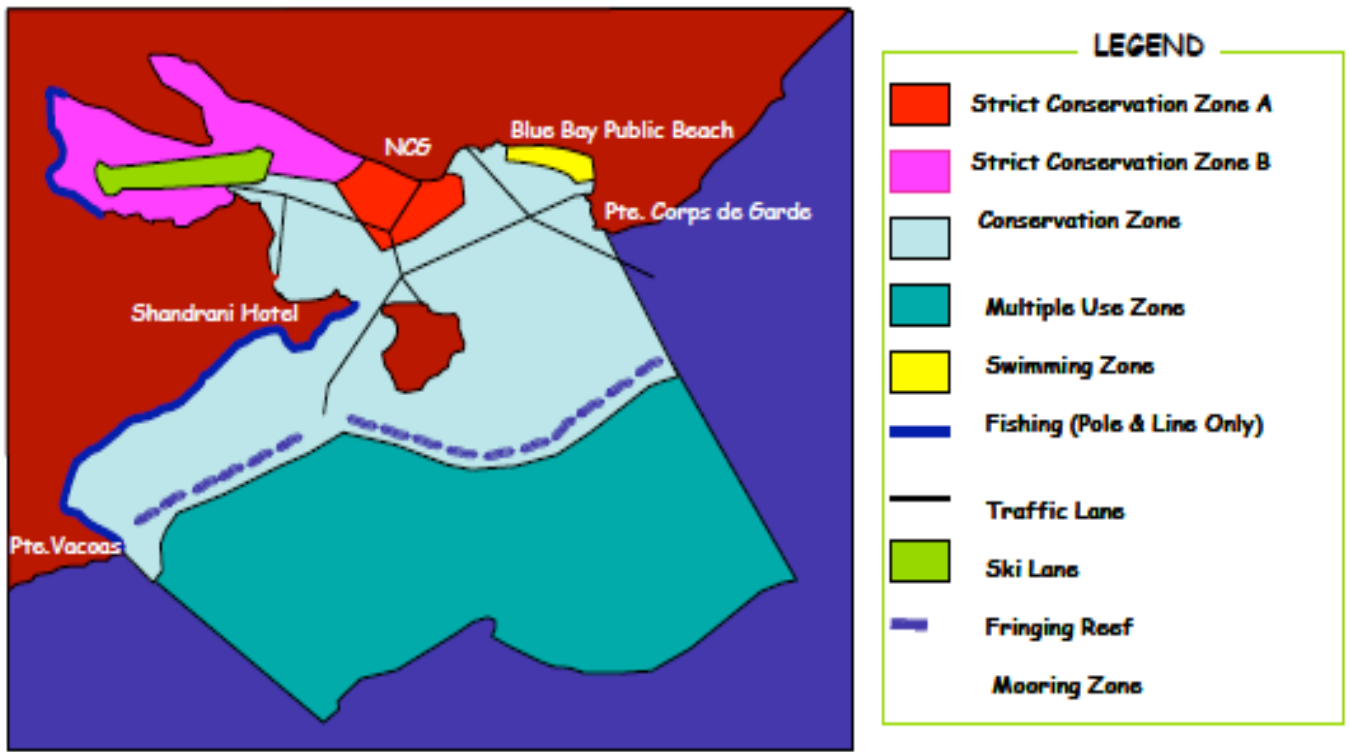 LEGEND
Strict Conservation Zone A
Strict Conservation Zone B
Conservation Zone
Multiple Use Zone
Swimming Zone
Fishing (Pole & Line Only)
Traffic Lane
Ski Lane
Fringing Reef
Mooring Zone
Blue Bay Public Beach
NCG
Pte. Corps de Garde
Shandrani Hotel
Pte.Vacoas